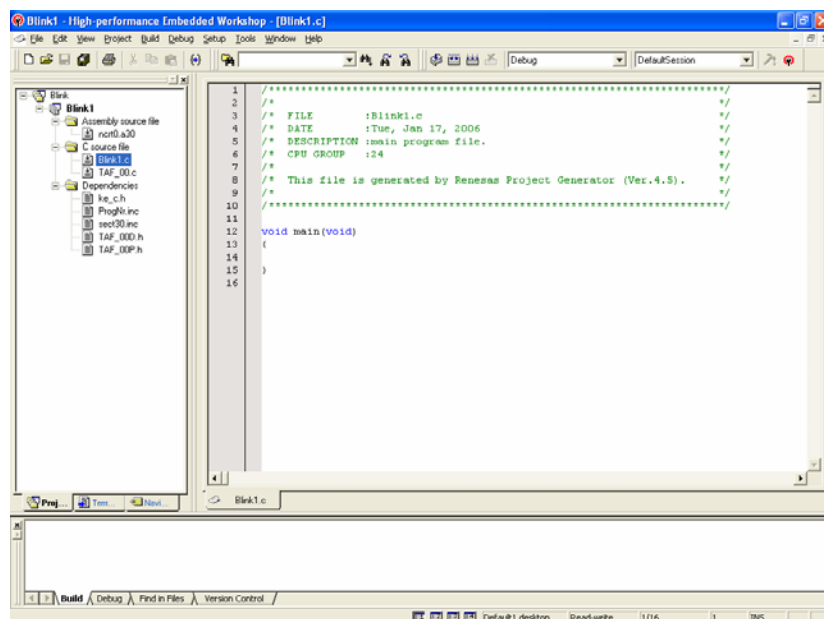 Blink1 - High-performance Embedded Workshop - [Blink1.c]
File Edit View Project Build Debug Setup Tools Window Help
Debug
DefaultSession
Blink
Blink1
Assembly source file
ncrt0.a30
C source file
Blink1.c
TAF_00.c
Dependencies
ke_c.h
ProgNr.inc
sect30.inc
TAF_00D.h
TAF_00P.h
1 /***********************************************************************/
2 /* */
3 /* FILE :Blink1.c */
4 /* DATE :Tue, Jan 17, 2006 */
5 /* DESCRIPTION :main program file. */
6 /* CPU GROUP :24 */
7 /* */
8 /* This file is generated by Renesas Project Generator (Ver.4.5). */
9 /* */
10 /***********************************************************************/
11
12 void main(void)
13 {
14
15 }
16
Proj... Tem... Navi...
Blink1.c
Build Debug Find in Files Version Control
Default1 desktop Read-write 1/16 1 INS